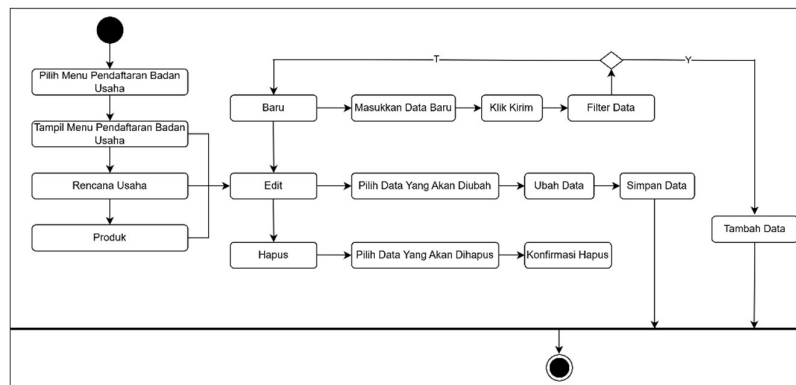 Pilih Menu Pendaftaran Badan
Usaha
Tampil Menu Pendaftaran Badan
Usaha
Rencana Usaha
Produk
T
Y
Baru
Masukkan Data Baru
Klik Kirim
Filter Data
Edit
Pilih Data Yang Akan Diubah
Ubah Data
Simpan Data
Tambah Data
Hapus
Pilih Data Yang Akan Dihapus
Konfirmasi Hapus